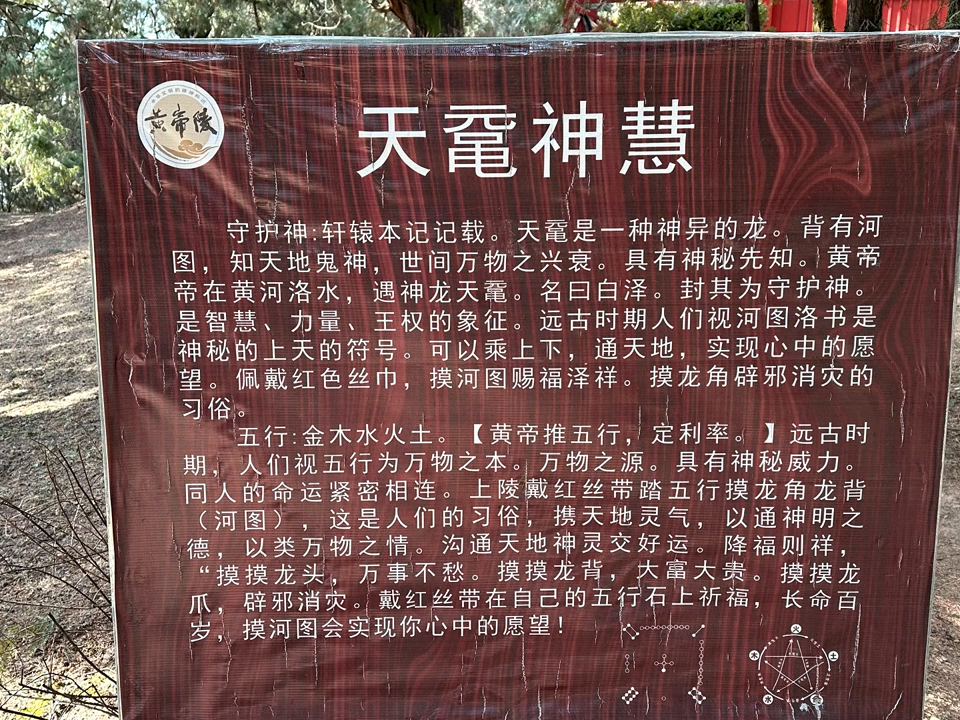 黄帝陵
天鼋神慧
守护神:轩辕本记记载。天鼋是一种神异的龙。背有河
图，知天地鬼神，世间万物之兴衰。具有神秘先知。黄帝
帝在黄河洛水，遇神龙天鼋。名曰白泽。封其为守护神。
是智慧、力量、王权的象征。远古时期人们视河图洛书是
神秘的上天的符号。可以乘上下，通天地，实现心中的愿
望。佩戴红色丝巾，摸河图赐福泽祥。摸龙角辟邪消灾的
习俗。
五行:金木水火土。【黄帝推五行，定利率。】远古时
期，人们视五行为万物之本。万物之源。具有神秘威力。
同人的命运紧密相连。上陵戴红丝带踏五行摸龙角龙背
（河图），这是人们的习俗，携天地灵气，以通神明之
德，以类万物之情。沟通天地神灵交好运。降福则祥，
“摸摸龙头，万事不愁。摸摸龙背，大富大贵。摸摸龙
爪，辟邪消灾。戴红丝带在自己的五行石上祈福，长命百
岁，摸河图会实现你心中的愿望！
火
木 土
水